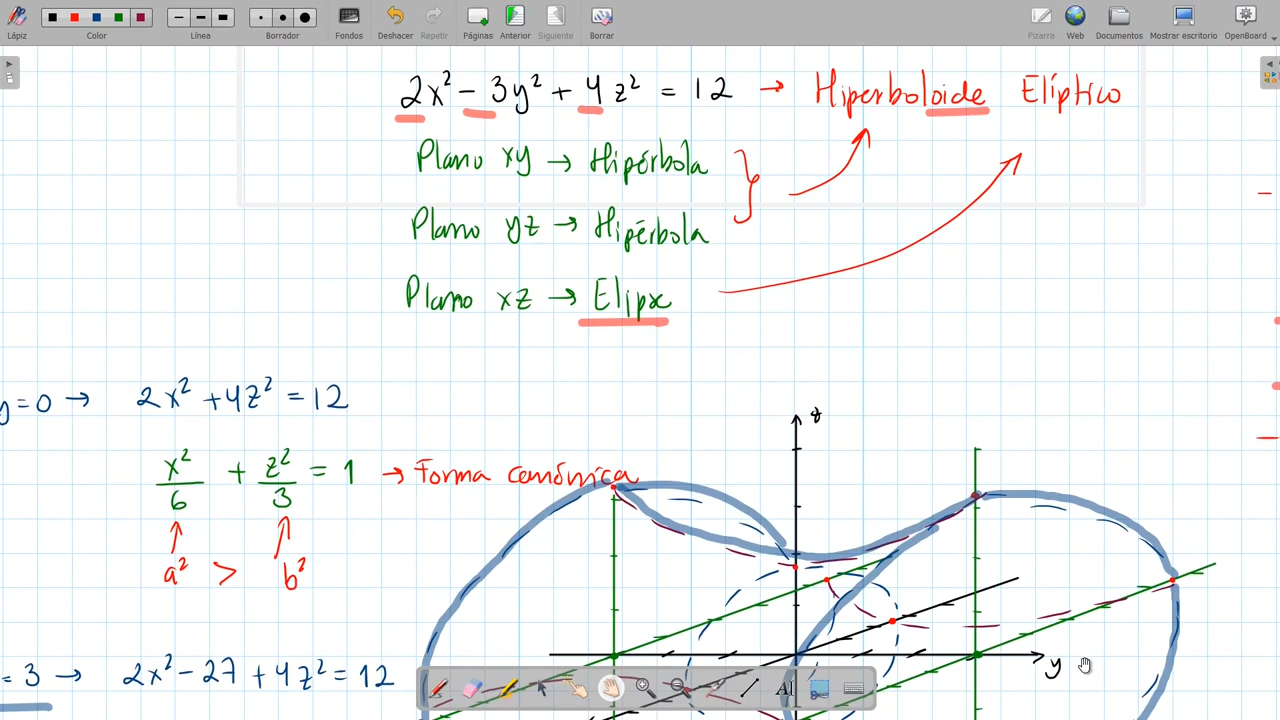 Lápiz Color Línea Borrador Fondos Deshacer Repetir Páginas Anterior Siguiente Borrar Pizarra Web Documentos Mostrar escritorio OpenBoard
2x² - 3y² + 4z² = 12 → Hiperboloide Elíptico
Plano xy → Hipérbola
Plano yz → Hipérbola
Plano xz → Elipse
y = 0 → 2x² + 4z² = 12
x²/6 + z²/3 = 1 → Forma canónica
a² > b²
z
y
= 3 → 2x² - 27 + 4z² = 12
AI